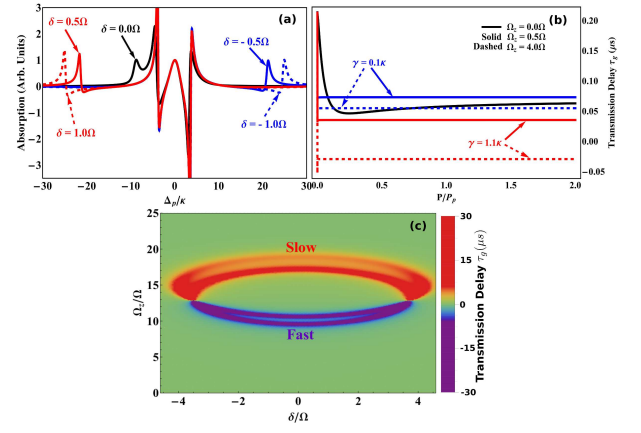 (a)
δ = 0.5Ω
δ = 0.0Ω
δ = - 0.5Ω
δ = 1.0Ω
δ = - 1.0Ω
Absorption (Arb. Units)
3
2
1
0
-1
-2
-3
-30 -20 -10 0 10 20 30
Δp/κ
(b)
Ωz = 0.0Ω
Solid Ωz = 0.5Ω
Dashed Ωz = 4.0Ω
γ = 0.1κ
γ = 1.1κ
0.0 0.5 1.0 1.5 2.0
P/Pp
0.20
0.15
0.10
0.05
0.00
-0.05
Transmission Delay τg (μs)
(c)
Slow
Fast
Ωz/Ω
25
20
15
10
5
0
-4 -2 0 2 4
δ/Ω
30
15
0
-15
-30
Transmission Delay τg(μs)